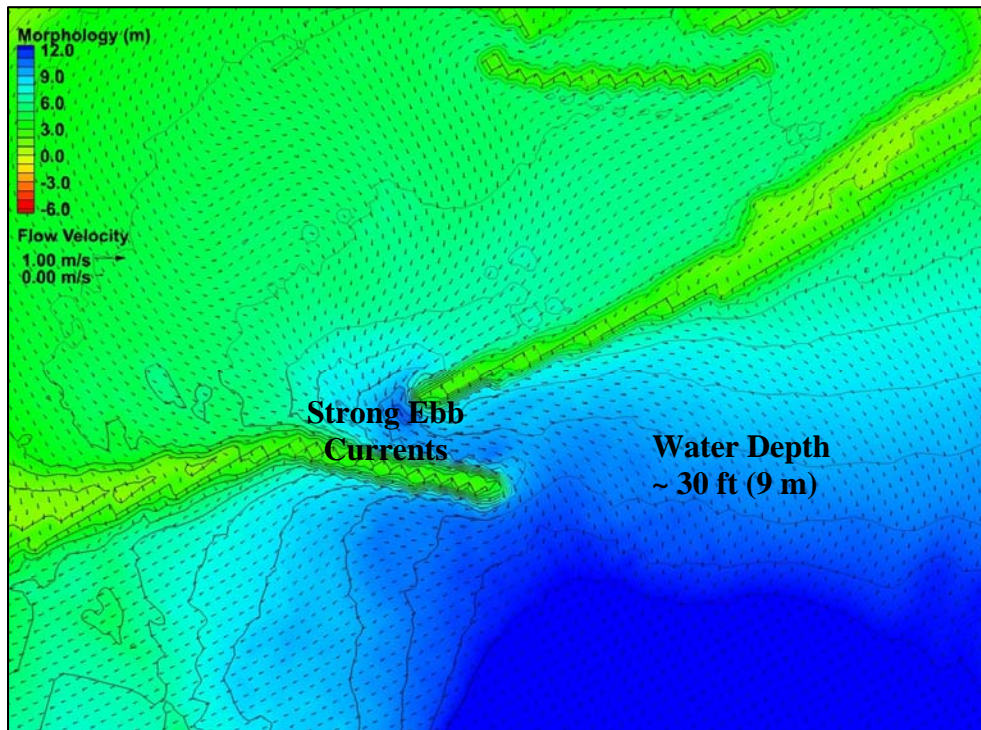 Morphology (m)
12.0
9.0
6.0
3.0
0.0
-3.0
-6.0
Flow Velocity
1.00 m/s
0.00 m/s
Strong Ebb
Currents
Water Depth
~ 30 ft (9 m)